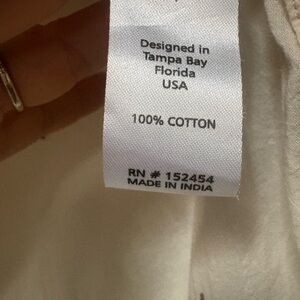 Designed in
Tampa Bay
Florida
USA
100% COTTON
RN # 152454
MADE IN INDIA